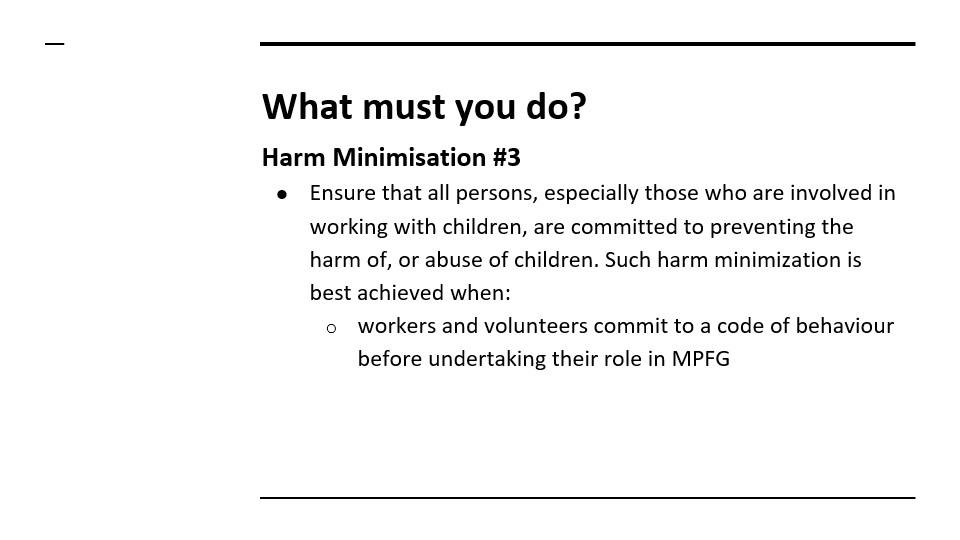 What must you do?
Harm Minimisation #3
● Ensure that all persons, especially those who are involved in
working with children, are committed to preventing the
harm of, or abuse of children. Such harm minimization is
best achieved when:
○ workers and volunteers commit to a code of behaviour
before undertaking their role in MPFG